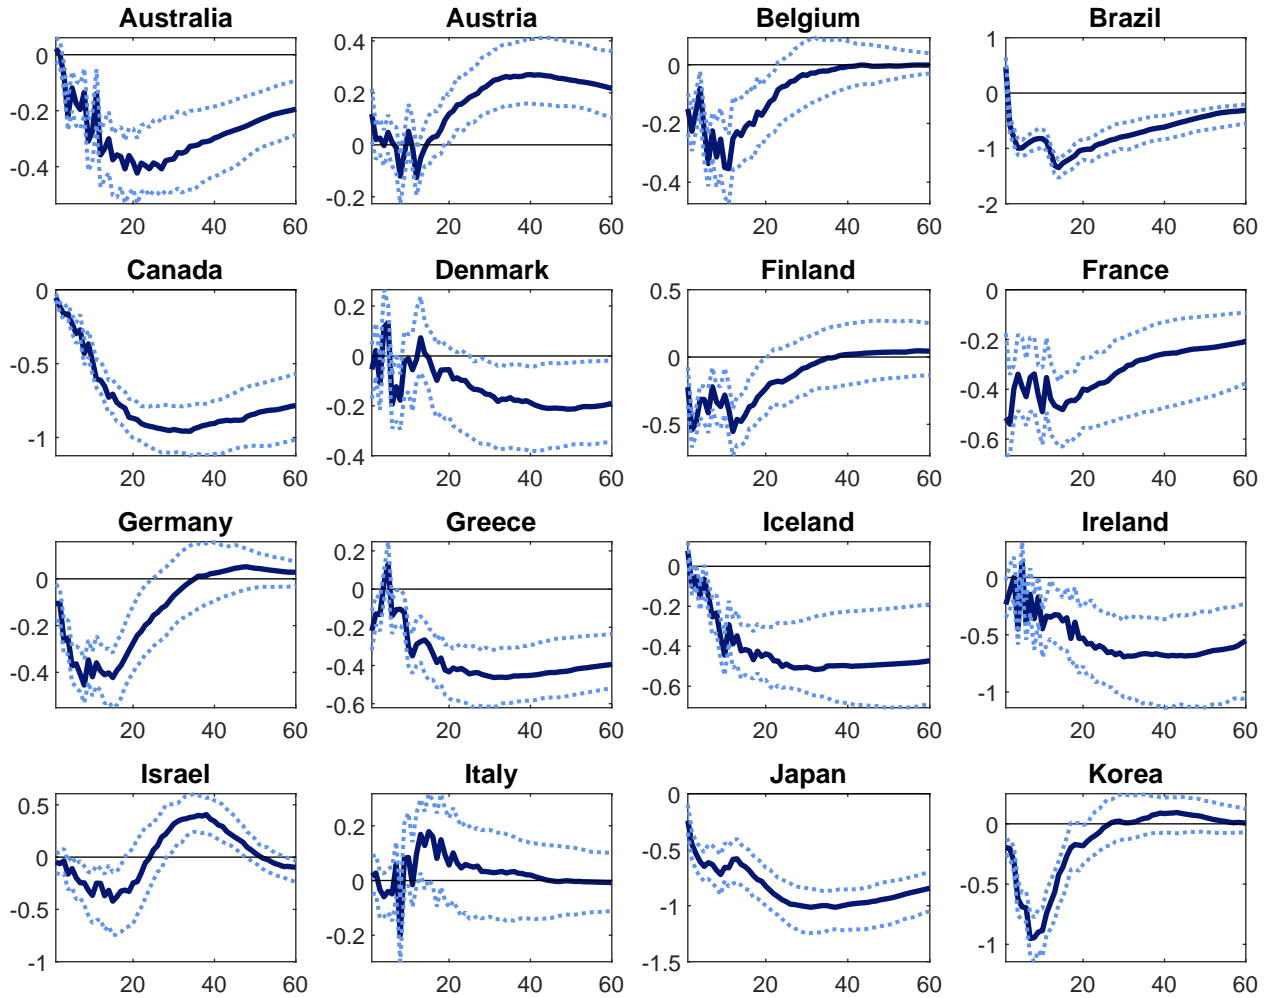 Australia Austria Belgium Brazil
0 0.4 0 1
-0.2 0.2 -0.2 0
-0.4 0 -0.4 -1
-0.2 -2
20 40 60 20 40 60 20 40 60 20 40 60
Canada Denmark Finland France
0 0.2 0.5 0
-0.5 0 0 -0.2
-1 -0.2 -0.5 -0.4
-0.4 -0.6
20 40 60 20 40 60 20 40 60 20 40 60
Germany Greece Iceland Ireland
0 0.2 0 0
-0.2 0 -0.2 -0.5
-0.4 -0.2 -0.4 -1
-0.4 -0.6
-0.6
20 40 60 20 40 60 20 40 60 20 40 60
Israel Italy Japan Korea
0.5 0.2 0 0
0 0 -0.5 -0.5
-0.5 -0.2 -1 -1
-1 -1.5
20 40 60 20 40 60 20 40 60 20 40 60